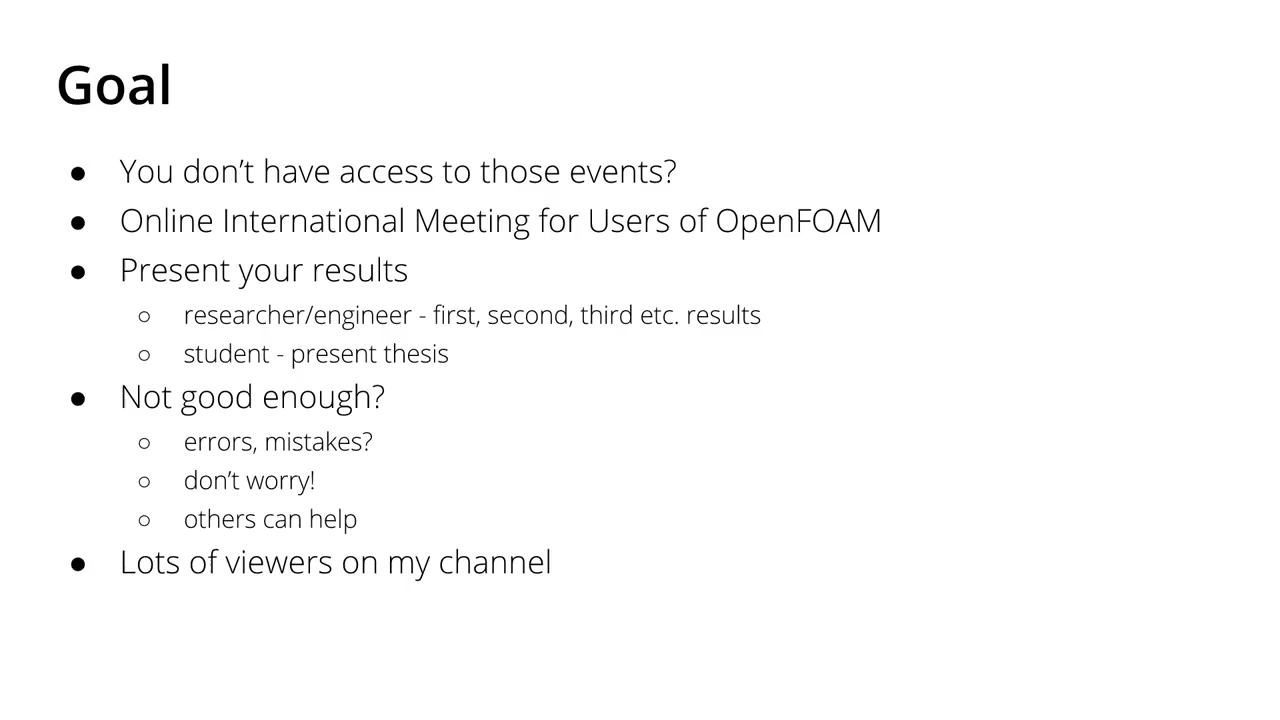 Goal
● You don’t have access to those events?
● Online International Meeting for Users of OpenFOAM
● Present your results
○ researcher/engineer - first, second, third etc. results
○ student - present thesis
● Not good enough?
○ errors, mistakes?
○ don’t worry!
○ others can help
● Lots of viewers on my channel